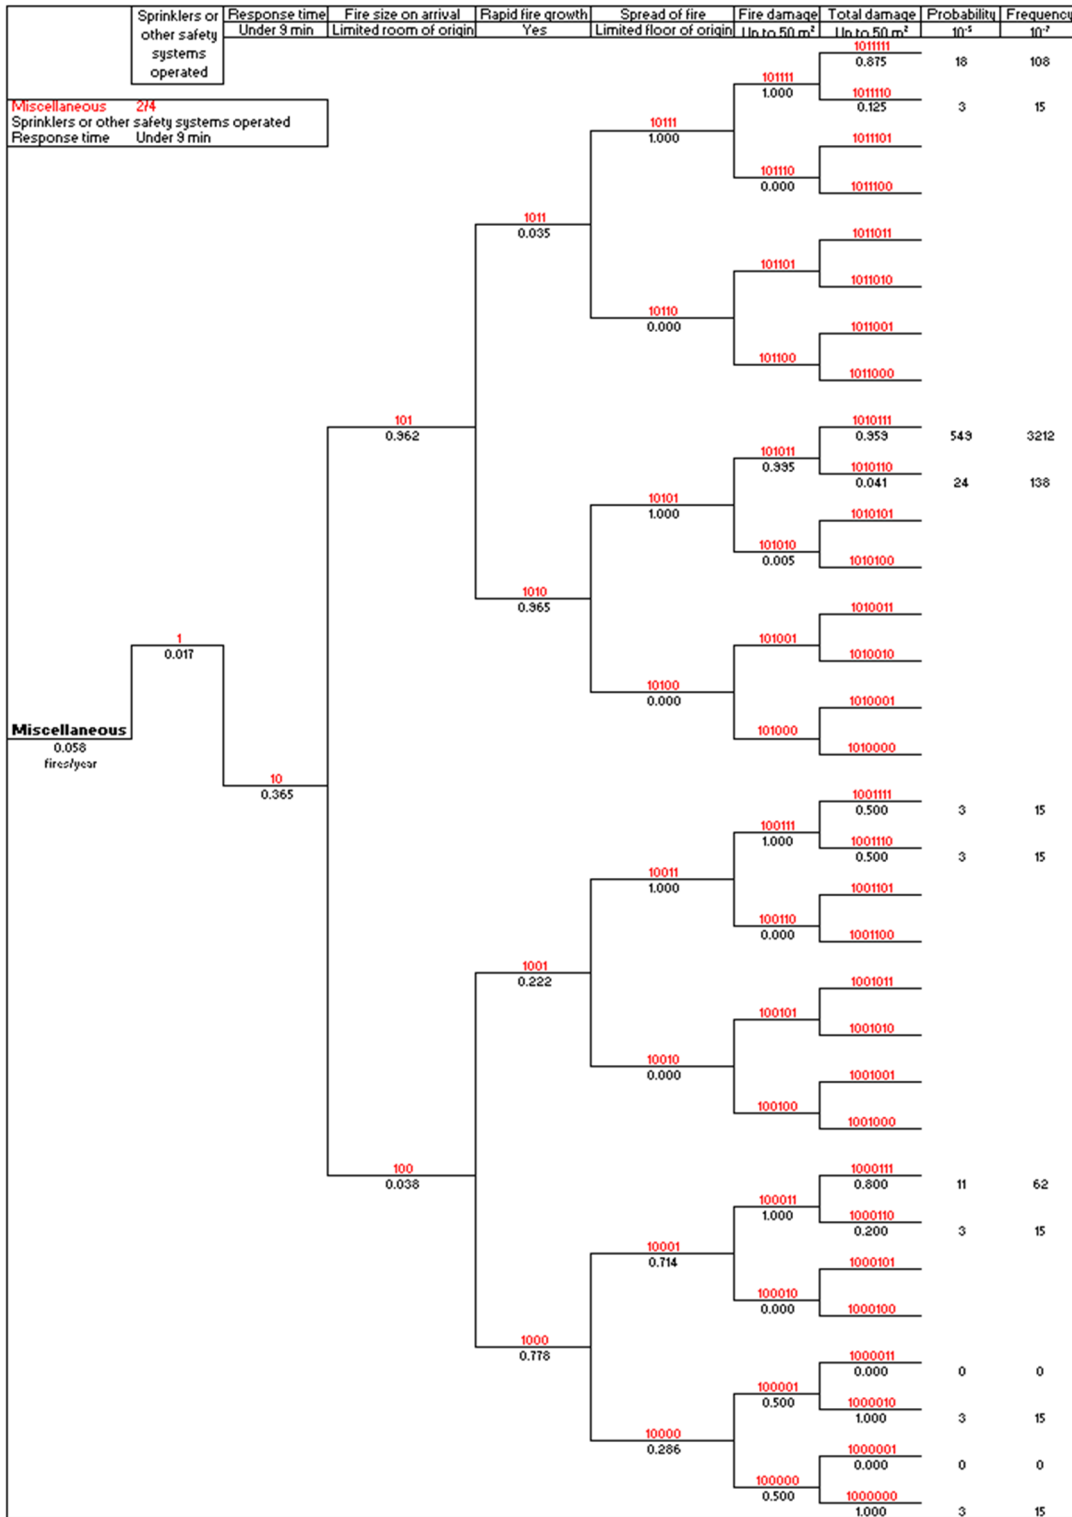 Sprinklers or other safety systems operated
Response time
Under 9 min
Fire size on arrival
Limited room of origin
Rapid fire growth
Yes
Spread of fire
Limited floor of origin
Fire damage
Up to 50 m²
Total damage
Up to 50 m²
Probability
10⁻⁵
Frequency
10⁻⁷
Miscellaneous 2/4
Sprinklers or other safety systems operated
Response time Under 9 min
1011111
0.875 18 108
101111
1.000
1011110
0.125 3 15
10111
1.000
1011101
101110
0.000
1011100
1011
0.035
1011011
101101
1011010
10110
0.000
1011001
101100
1011000
101
0.962
1010111
0.959 549 3212
101011
0.995
1010110
0.041 24 138
10101
1.000
1010101
101010
0.005
1010100
1010
0.965
1010011
101001
1010010
10100
0.000
1010001
101000
1010000
1
0.017
Miscellaneous
0.058
fires/year
10
0.365
1001111
0.500 3 15
100111
1.000
1001110
0.500 3 15
10011
1.000
1001101
100110
0.000
1001100
1001
0.222
1001011
100101
1001010
10010
0.000
1001001
100100
1001000
100
0.038
1000111
0.800 11 62
100011
1.000
1000110
0.200 3 15
10001
0.714
1000101
100010
0.000
1000100
1000
0.778
1000011
0.000 0 0
100001
0.500
1000010
1.000 3 15
10000
0.286
1000001
0.000 0 0
100000
0.500
1000000
1.000 3 15